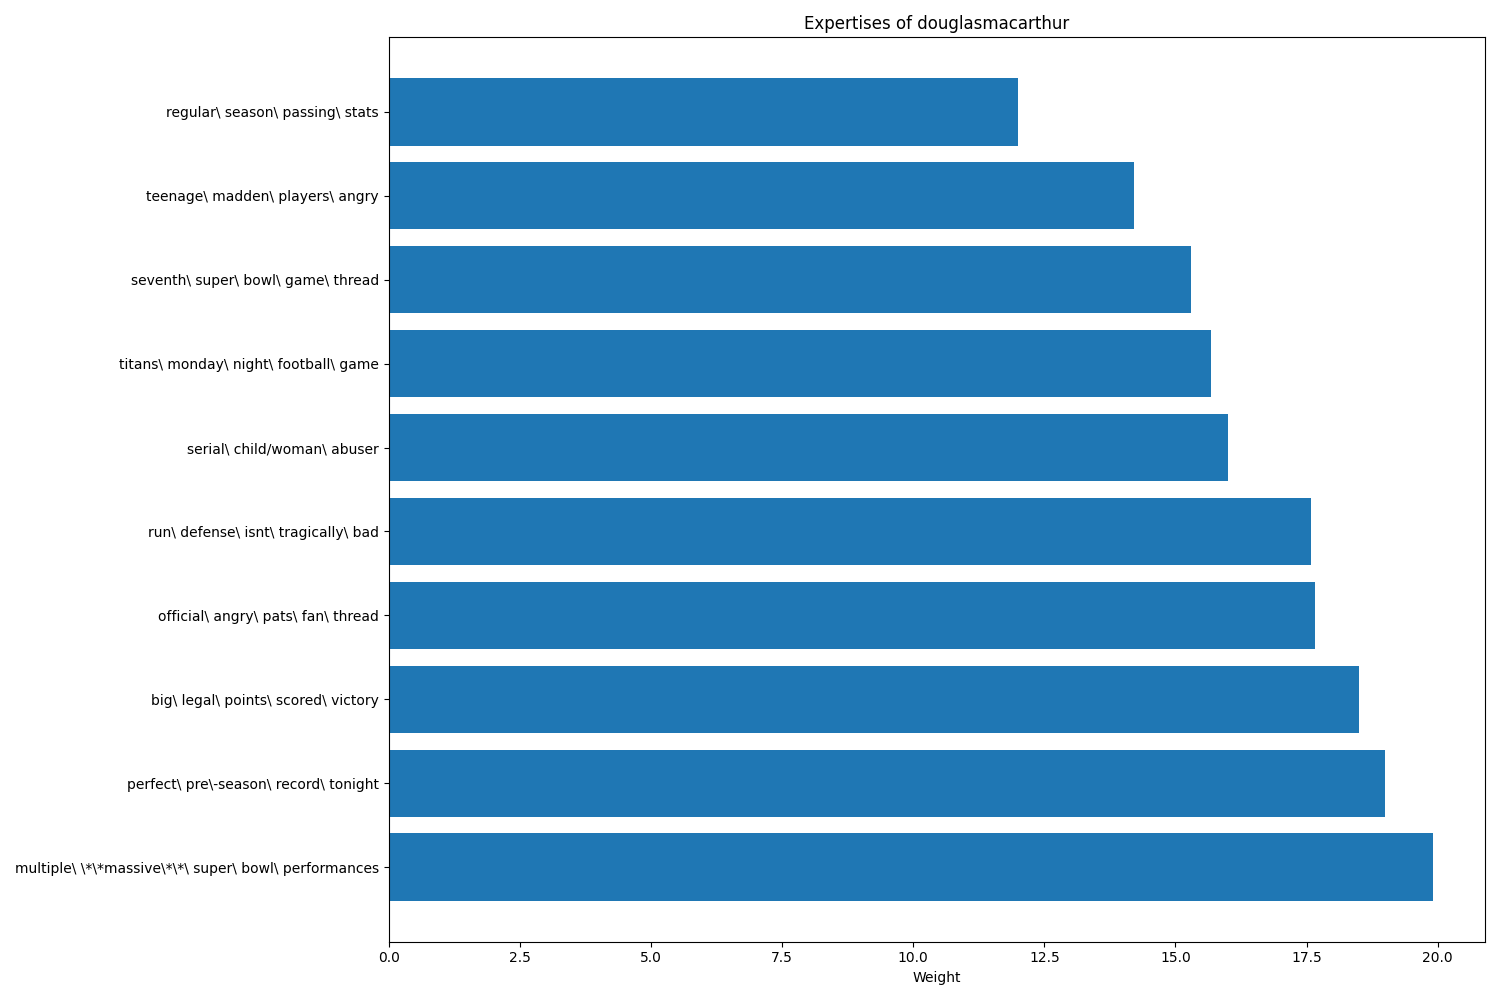 Expertises of douglasmacarthur
regular\ season\ passing\ stats
teenage\ madden\ players\ angry
seventh\ super\ bowl\ game\ thread
titans\ monday\ night\ football\ game
serial\ child/woman\ abuser
run\ defense\ isnt\ tragically\ bad
official\ angry\ pats\ fan\ thread
big\ legal\ points\ scored\ victory
perfect\ pre\-season\ record\ tonight
multiple\ \*\*massive\*\*\ super\ bowl\ performances
0.0 2.5 5.0 7.5 10.0 12.5 15.0 17.5 20.0
Weight